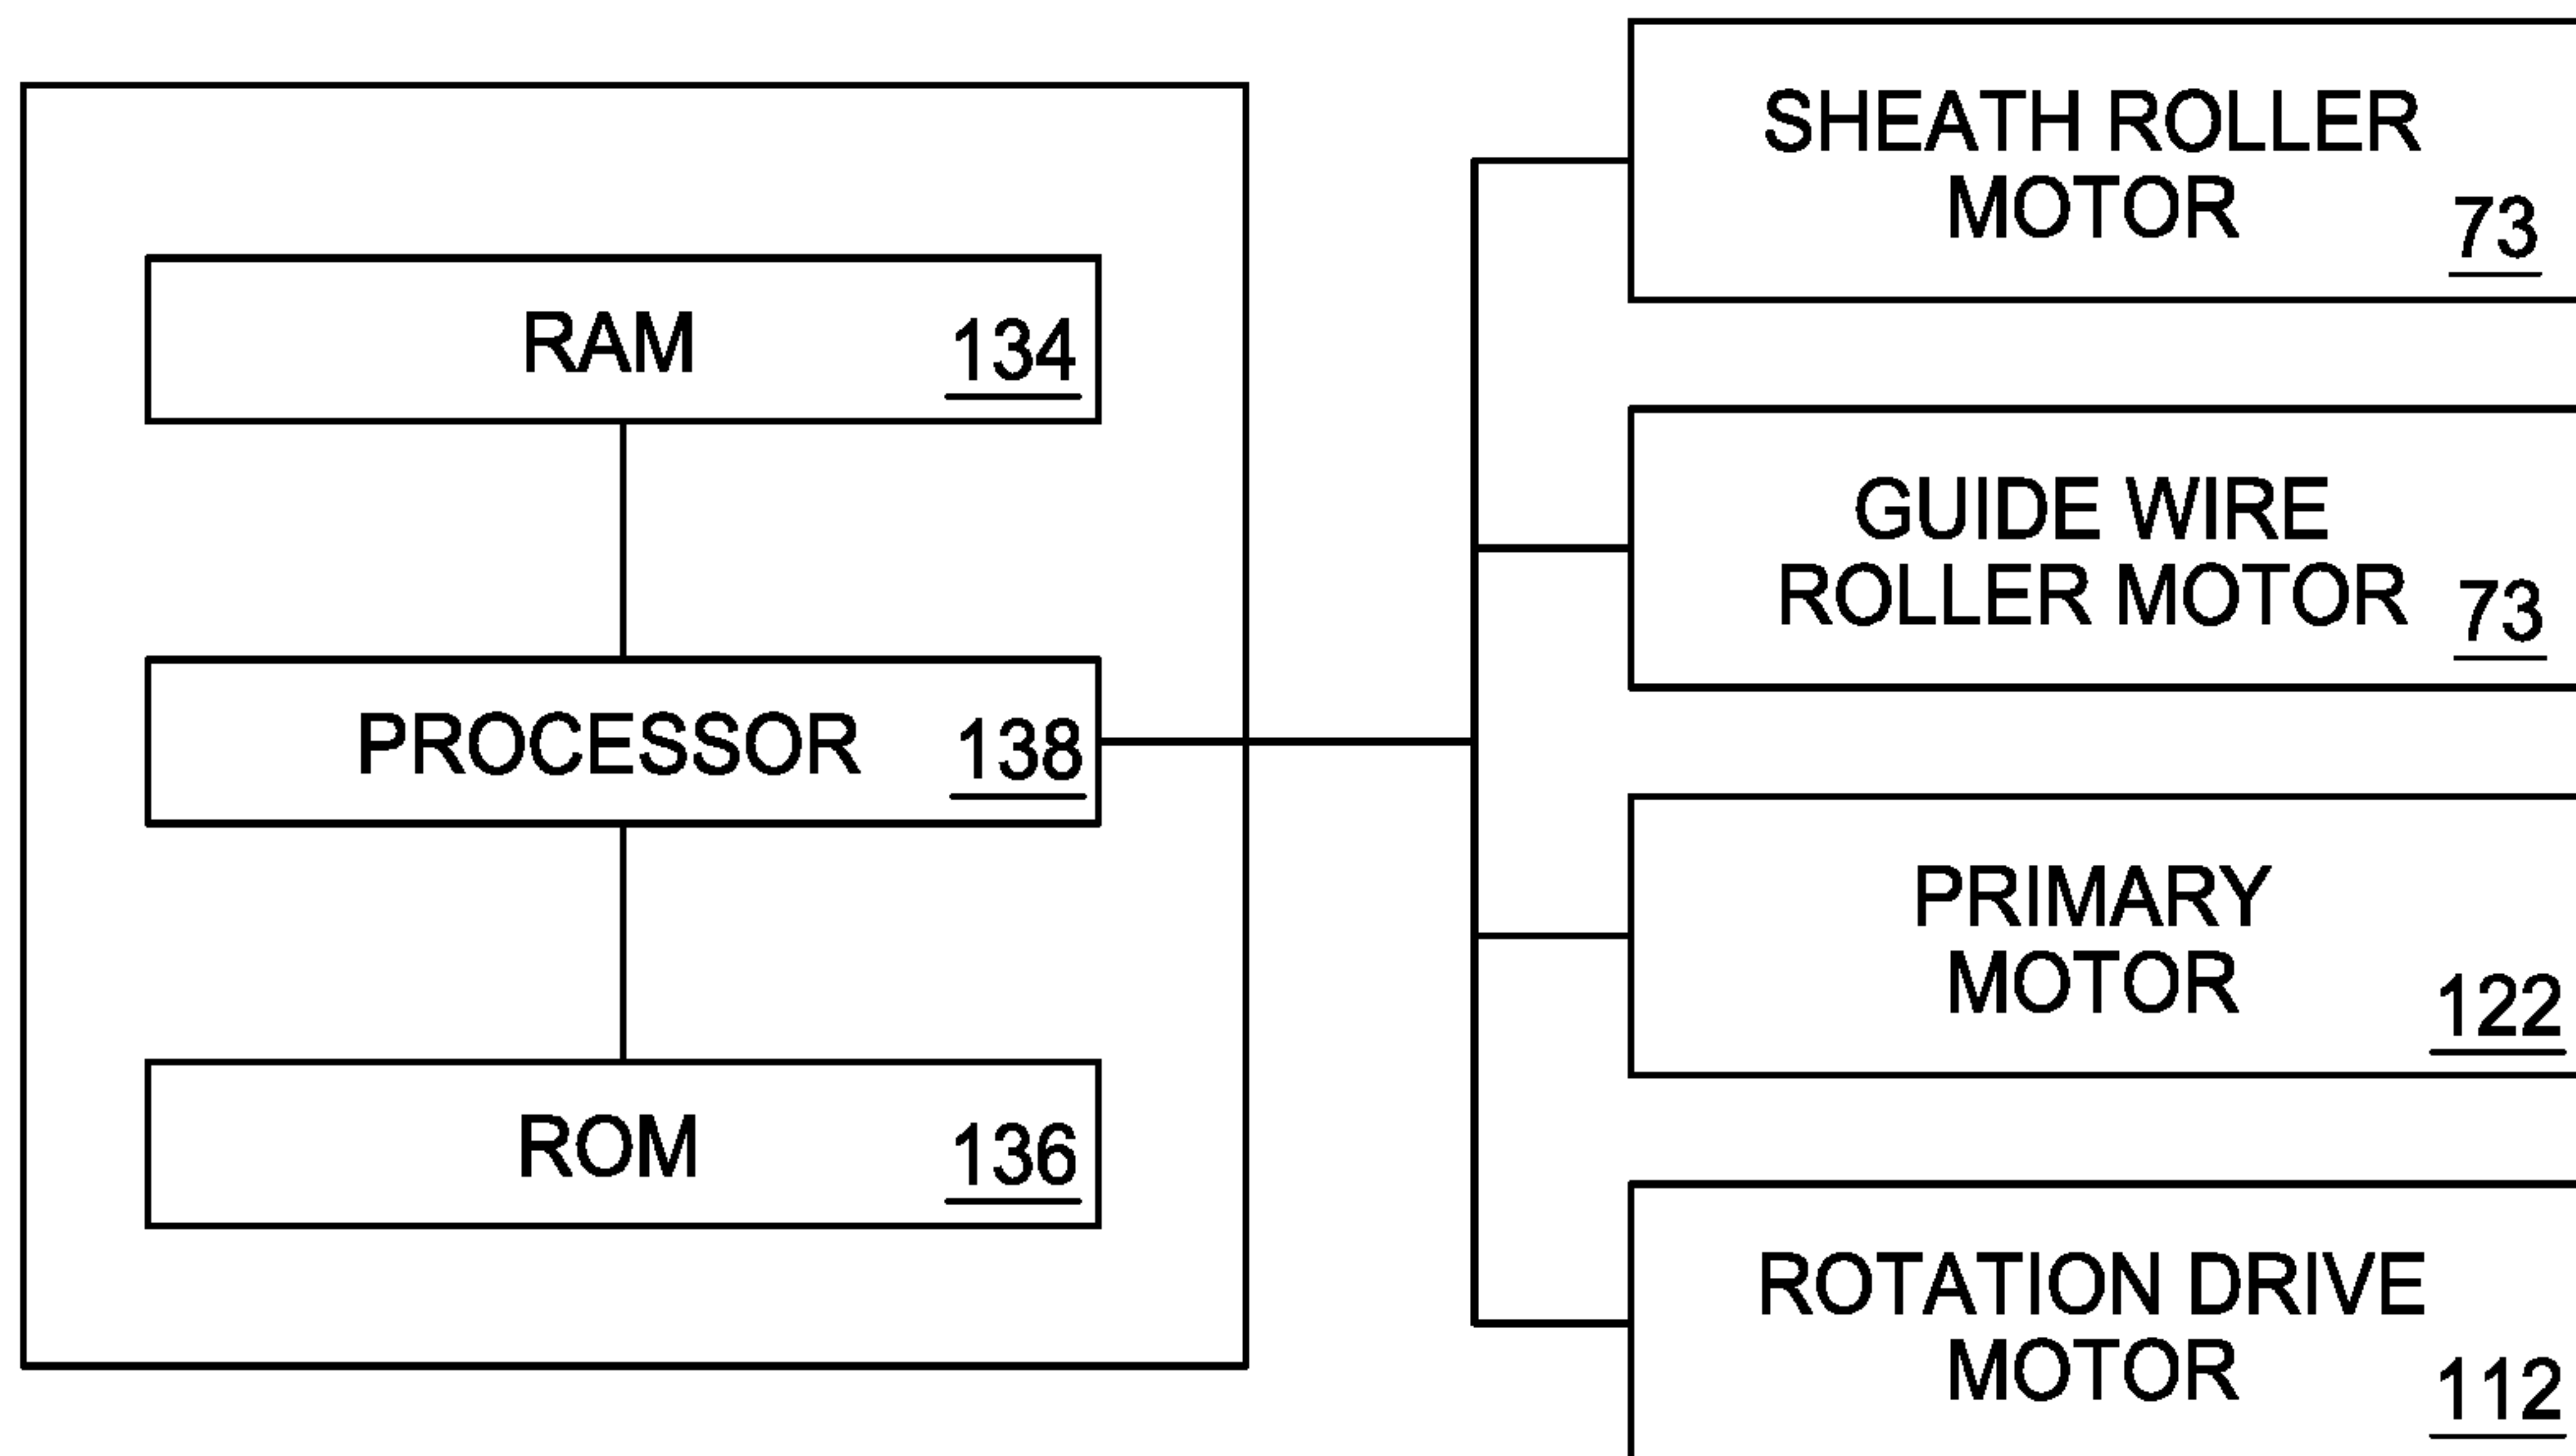 RAM 134
PROCESSOR 138
ROM 136
SHEATH ROLLER
MOTOR 73
GUIDE WIRE
ROLLER MOTOR 73
PRIMARY
MOTOR 122
ROTATION DRIVE
MOTOR 112